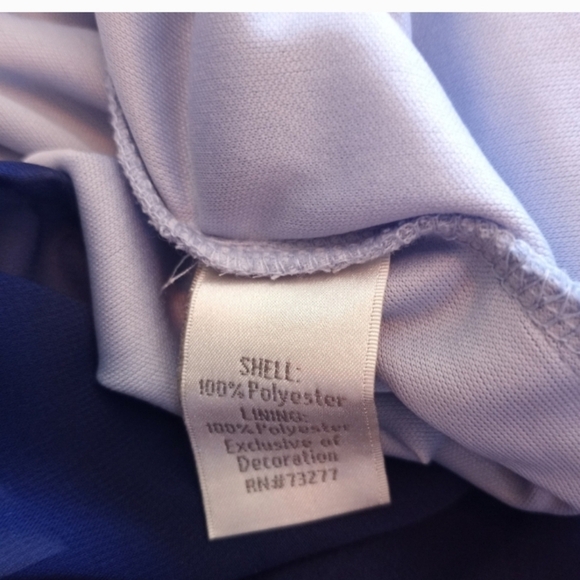 SHELL:
100% Polyester
LINING:
100% Polyester
Exclusive of
Decoration
RN#73277